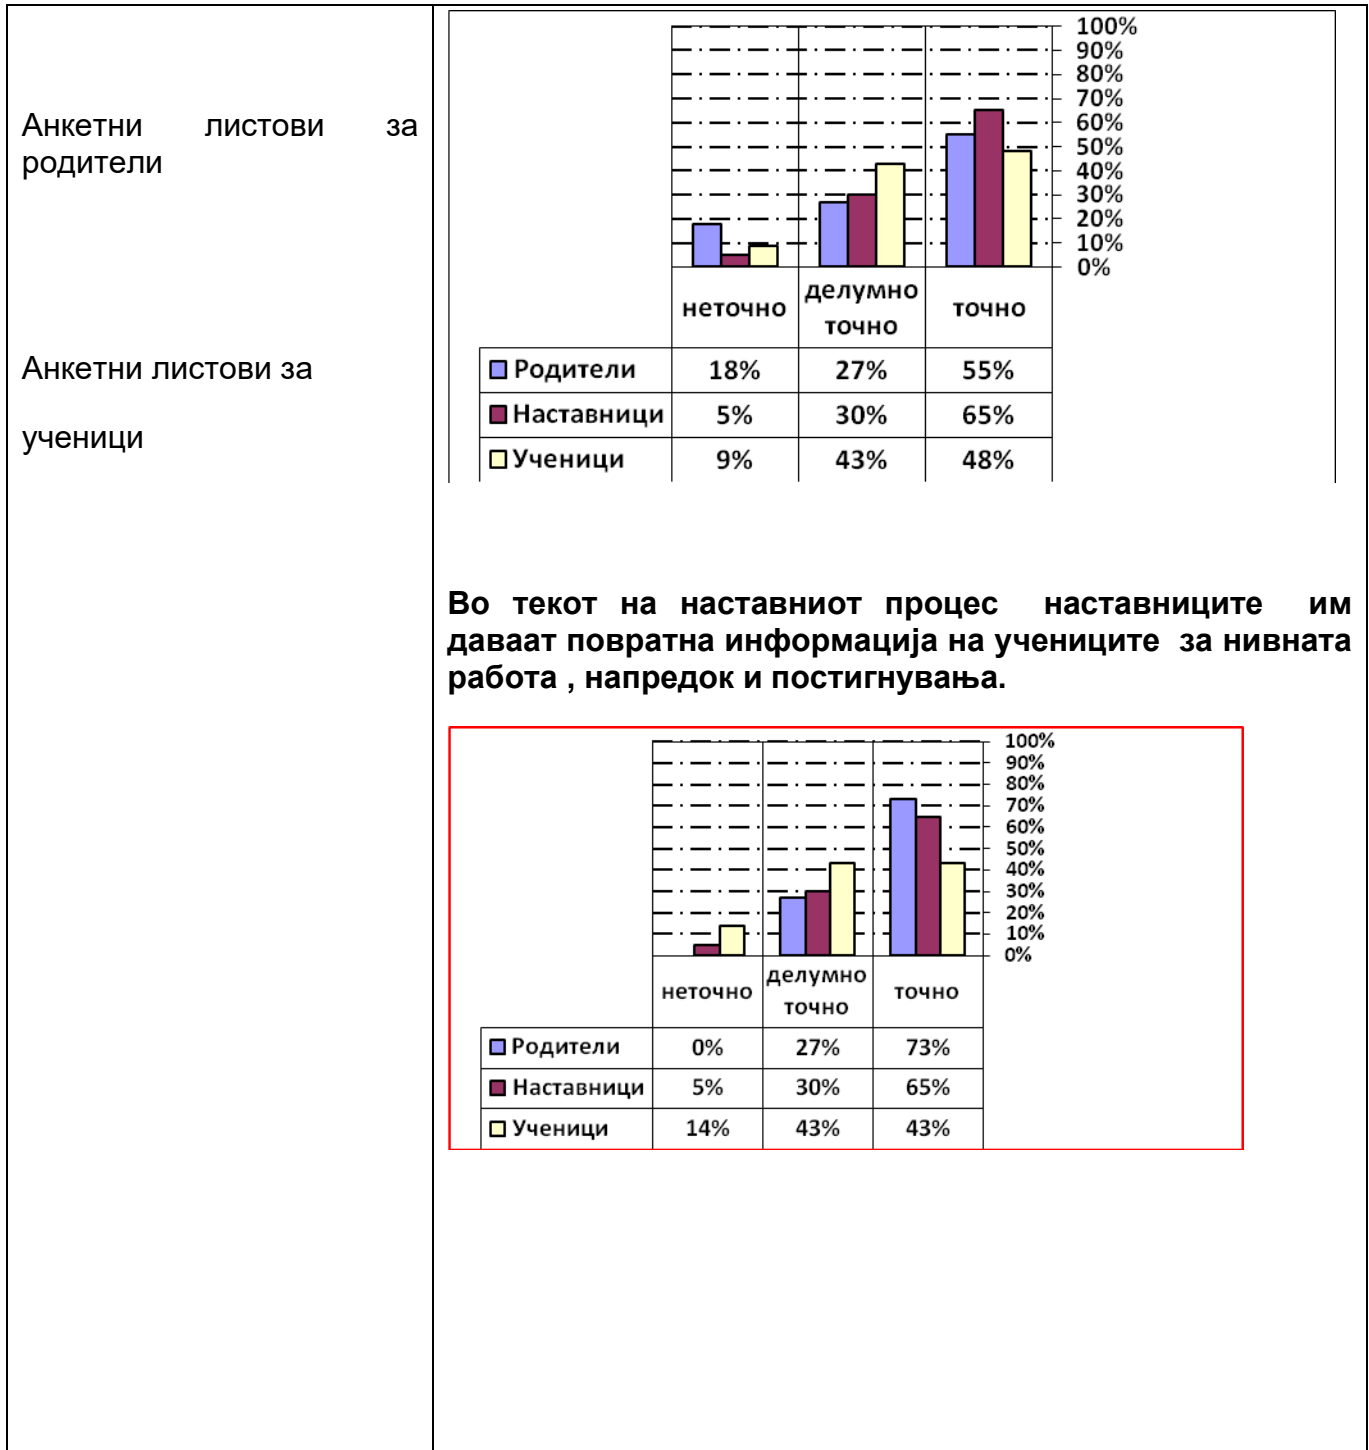 Анкетни листови за
родители
Анкетни листови за
ученици
100%
90%
80%
70%
60%
50%
40%
30%
20%
10%
0%
неточно делумно точно точно
Родители 18% 27% 55%
Наставници 5% 30% 65%
Ученици 9% 43% 48%
Во текот на наставниот процес наставниците им
даваат повратна информација на учениците за нивната
работа , напредок и постигнувања.
100%
90%
80%
70%
60%
50%
40%
30%
20%
10%
0%
неточно делумно точно точно
Родители 0% 27% 73%
Наставници 5% 30% 65%
Ученици 14% 43% 43%